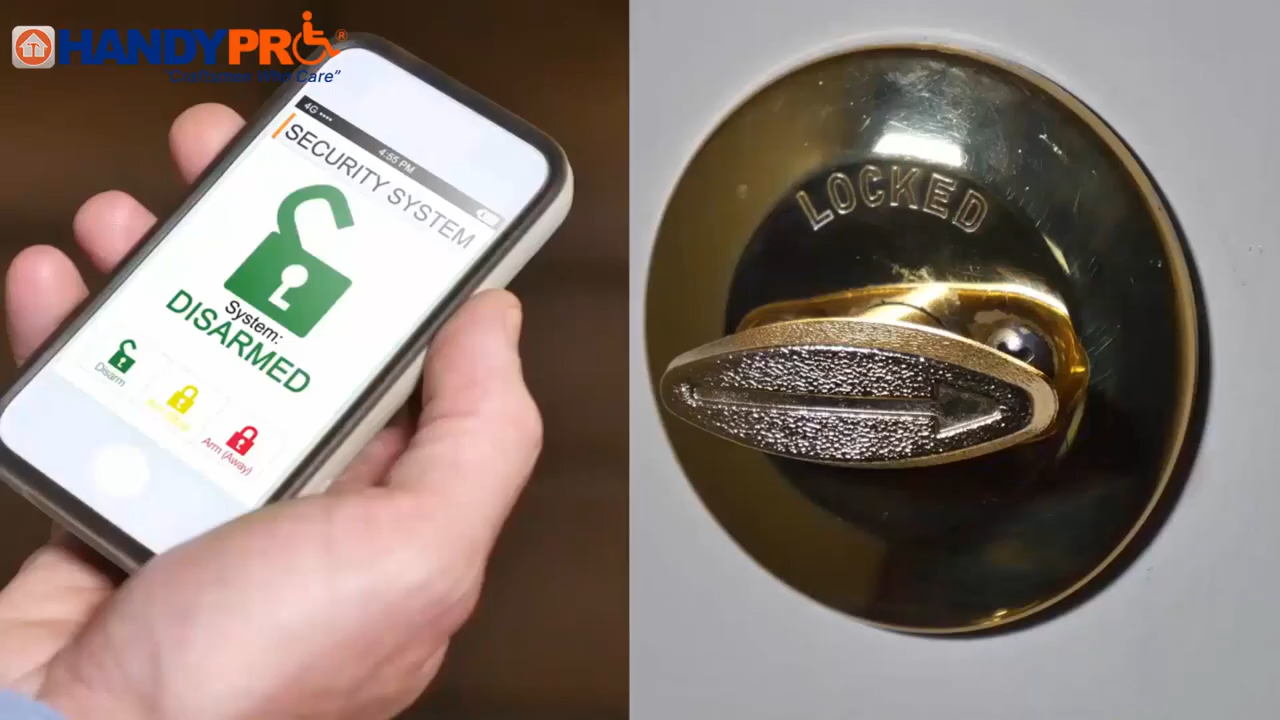 HANDYPRO®
"Craftsmen Who Care"
4G
4:55 PM
SECURITY SYSTEM
System:
DISARMED
Disarm
Arm (Away)
LOCKED